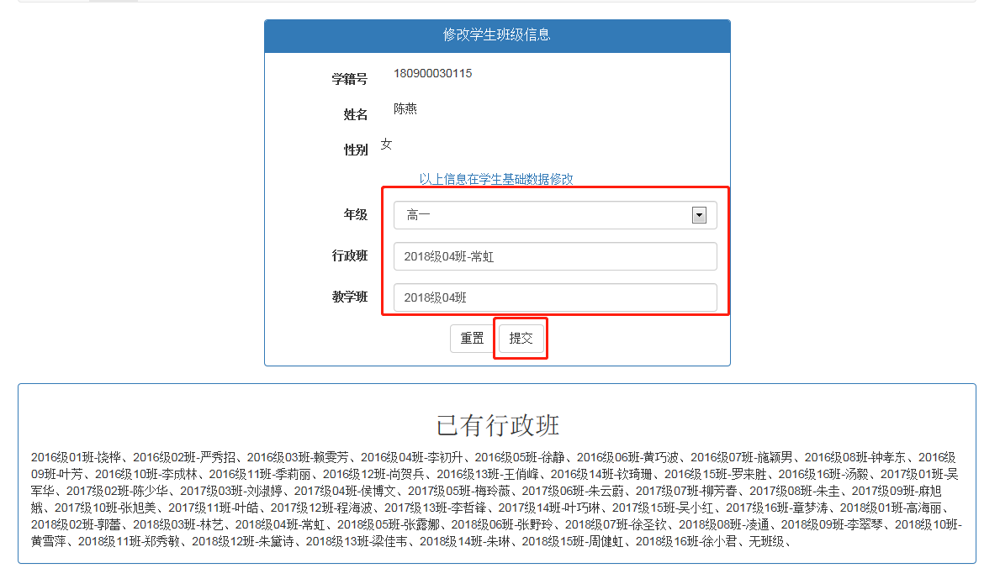 修改学生班级信息
学籍号 180900030115
姓名 陈燕
性别 女
以上信息在学生基础数据修改
年级 高一
行政班 2018级04班-常虹
教学班 2018级04班
重置 提交
已有行政班
2016级01班-饶桦、2016级02班-严秀招、2016级03班-赖雯芳、2016级04班-李初升、2016级05班-徐静、2016级06班-黄巧波、2016级07班-施颖男、2016级08班-钟孝东、2016级
09班-叶芳、2016级10班-李成林、2016级11班-季莉丽、2016级12班-尚贺兵、2016级13班-王俏峰、2016级14班-钦琦珊、2016级15班-罗来胜、2016级16班-汤毅、2017级01班-吴
军华、2017级02班-陈少华、2017级03班-刘淑婷、2017级04班-侯博文、2017级05班-梅玲薇、2017级06班-朱云蔚、2017级07班-柳芳春、2017级08班-朱圭、2017级09班-麻旭
娥、2017级10班-张旭美、2017级11班-叶皓、2017级12班-程海波、2017级13班-李哲锋、2017级14班-叶巧琳、2017级15班-吴小红、2017级16班-章梦涛、2018级01班-高海丽、
2018级02班-郭蕾、2018级03班-林艺、2018级04班-常虹、2018级05班-张露娜、2018级06班-张野玲、2018级07班-徐圣钦、2018级08班-凌通、2018级09班-李翠琴、2018级10班-
黄雪萍、2018级11班-郑秀敏、2018级12班-朱黛诗、2018级13班-梁佳韦、2018级14班-朱琳、2018级15班-周健虹、2018级16班-徐小君、无班级、